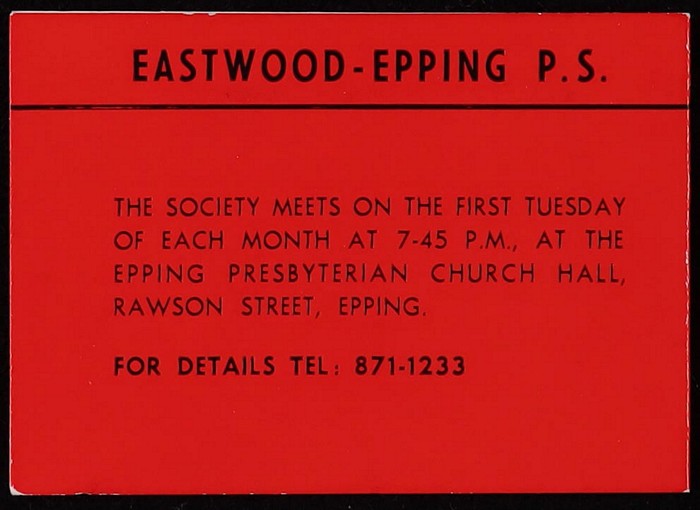 EASTWOOD-EPPING P.S.
THE SOCIETY MEETS ON THE FIRST TUESDAY
OF EACH MONTH AT 7-45 P.M., AT THE
EPPING PRESBYTERIAN CHURCH HALL,
RAWSON STREET, EPPING.
FOR DETAILS TEL: 871-1233